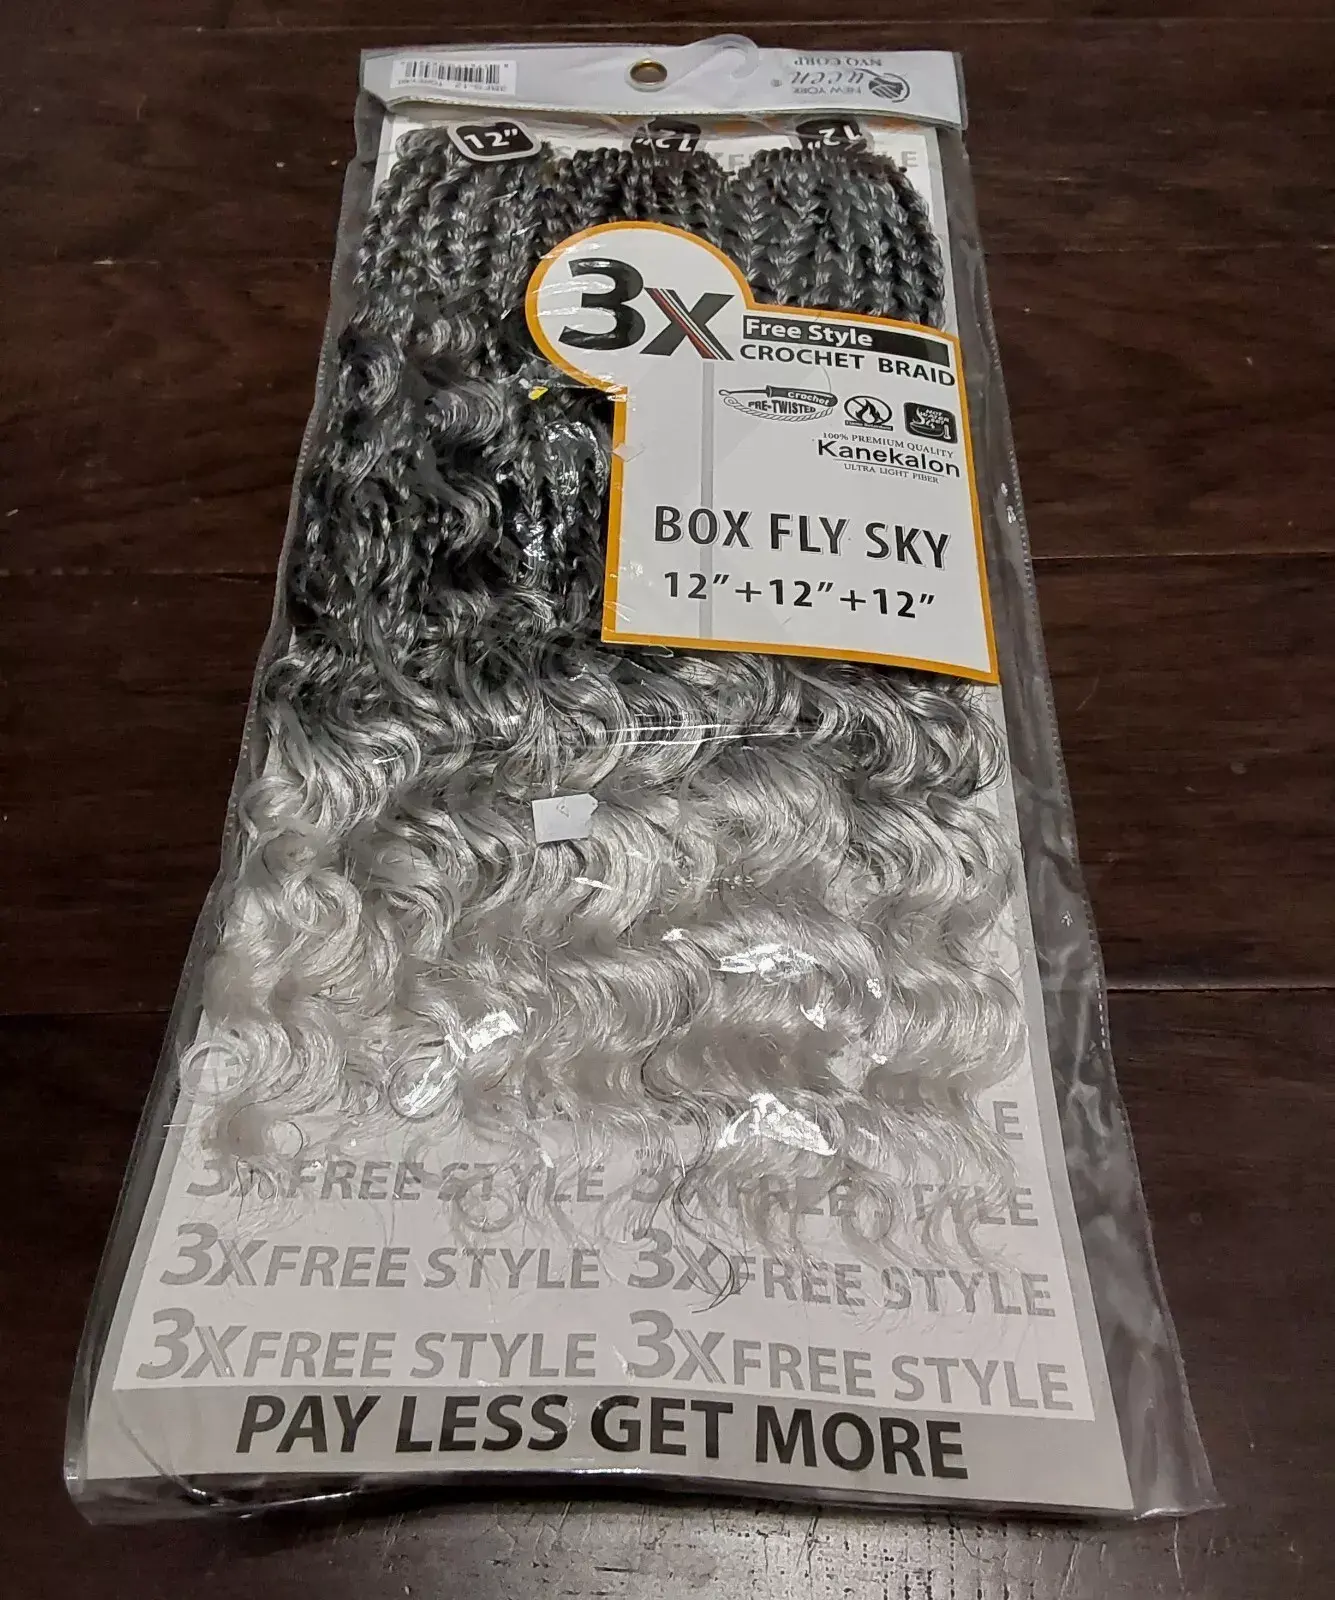 NEW YORK
Queen®
NYQ CORP
12"
12"
12"
3X
Free Style
CROCHET BRAID
Crochet
PRE-TWISTED
100% PREMIUM QUALITY
Kanekalon
ULTRA LIGHT FIBER
BOX FLY SKY
12"+12"+12"
3X FREE STYLE 3X FREE STYLE
3X FREE STYLE 3X FREE STYLE
3X FREE STYLE 3X FREE STYLE
PAY LESS GET MORE